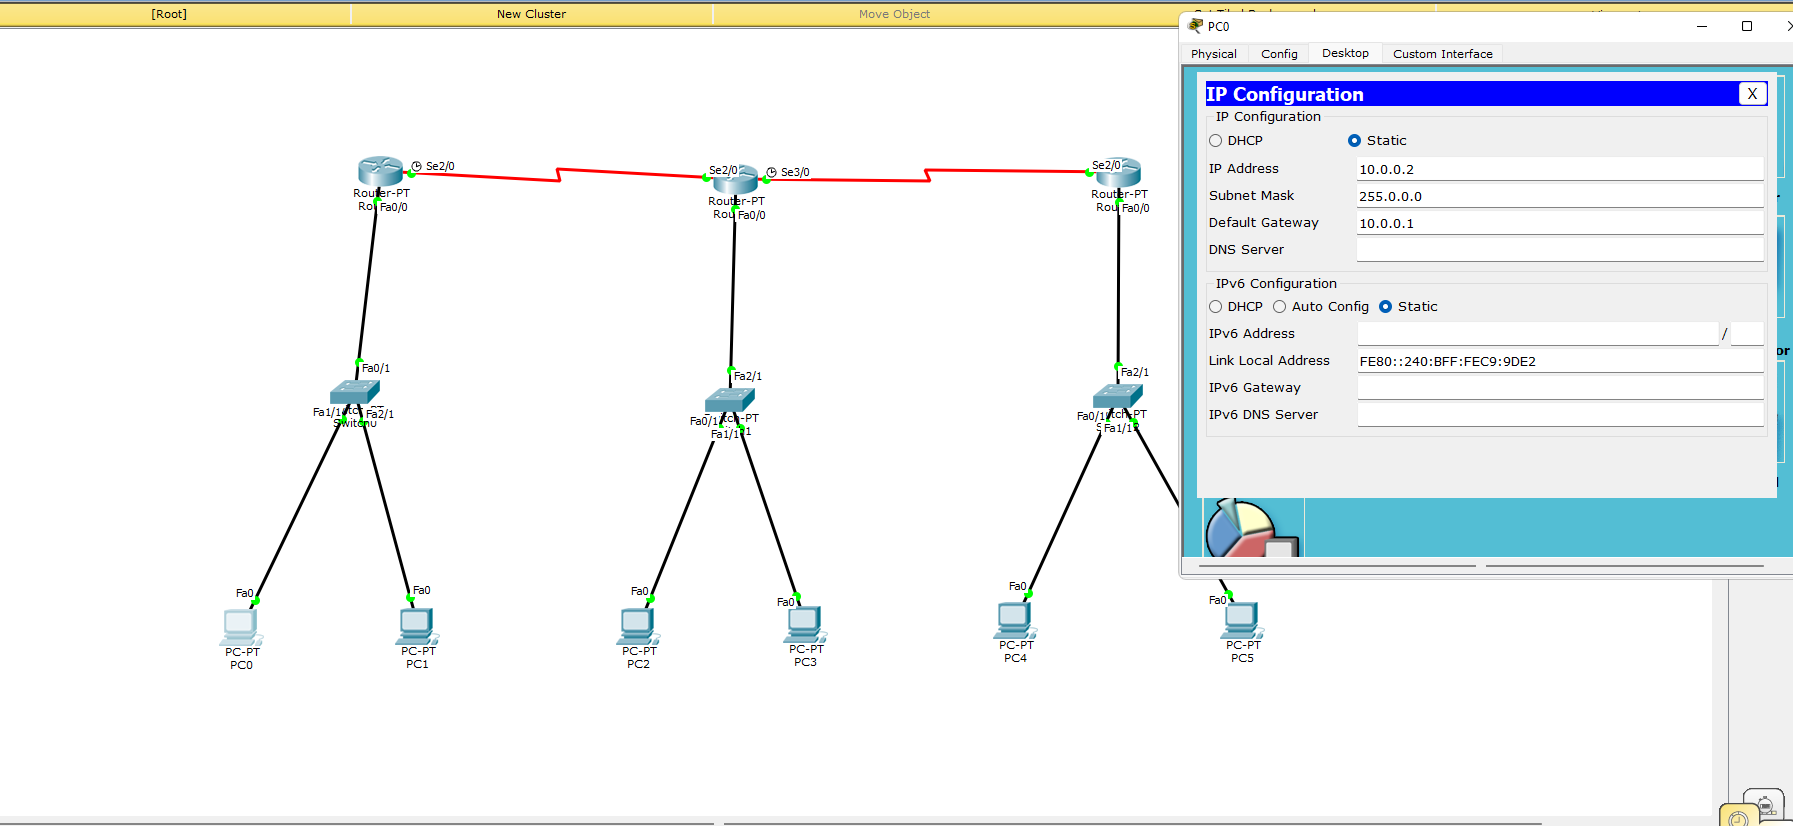 [Root]
New Cluster
Move Object
PC0
Physical
Config
Desktop
Custom Interface
IP Configuration
X
IP Configuration
DHCP
Static
IP Address
10.0.0.2
Subnet Mask
255.0.0.0
Default Gateway
10.0.0.1
DNS Server
IPv6 Configuration
DHCP
Auto Config
Static
IPv6 Address
/
Link Local Address
FE80::240:BFF:FEC9:9DE2
IPv6 Gateway
IPv6 DNS Server
Se2/0
Router-PT
Rou
Fa0/0
Se2/0
Se3/0
Router-PT
Rou
Fa0/0
Se2/0
Router-PT
Rou
Fa0/0
Fa0/1
Fa1/1
Fa2/1
Fa2/1
Fa0/1
tch-PT
Fa1/1
Fa2/1
Fa0/1
tch-PT
Fa1/1
Fa0
PC-PT
PC0
Fa0
PC-PT
PC1
Fa0
PC-PT
PC2
Fa0
PC-PT
PC3
Fa0
PC-PT
PC4
Fa0
PC-PT
PC5